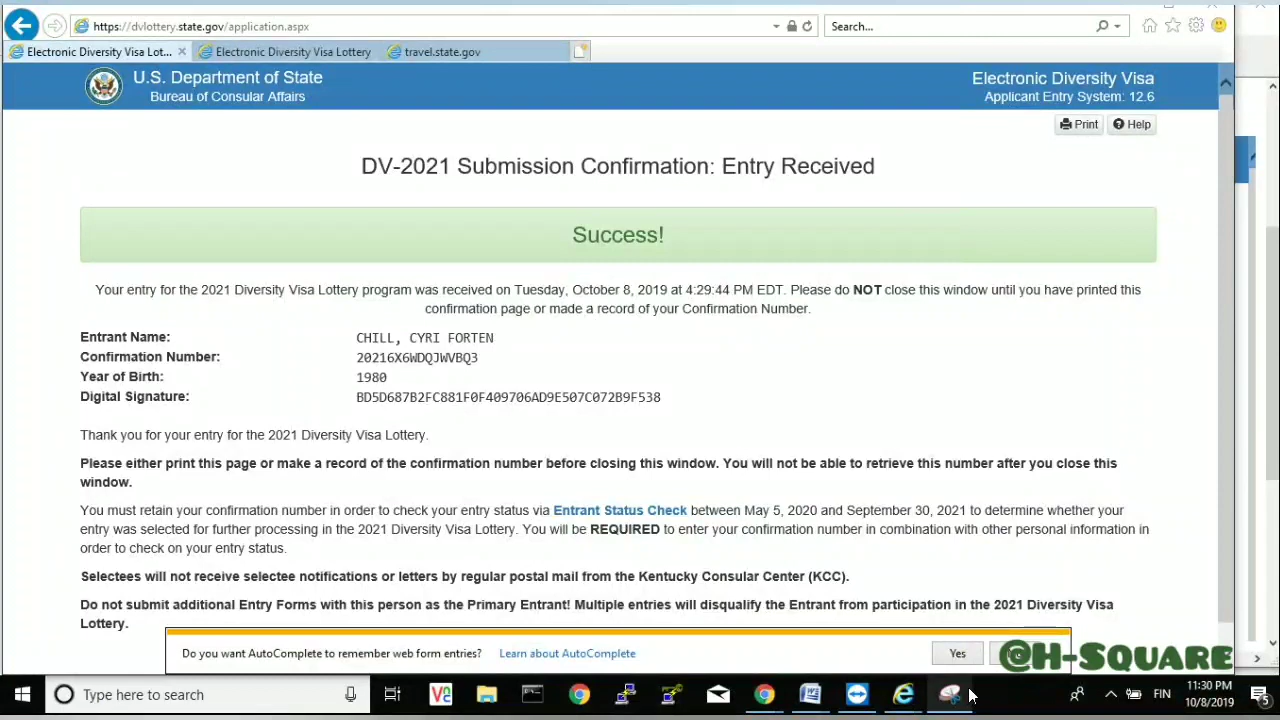 https://dvlottery.state.gov/application.aspx
Search...
Electronic Diversity Visa Lot...
Electronic Diversity Visa Lottery
travel.state.gov
U.S. Department of State
Bureau of Consular Affairs
Electronic Diversity Visa
Applicant Entry System: 12.6
Print
Help
DV-2021 Submission Confirmation: Entry Received
Success!
Your entry for the 2021 Diversity Visa Lottery program was received on Tuesday, October 8, 2019 at 4:29:44 PM EDT. Please do NOT close this window until you have printed this
confirmation page or made a record of your Confirmation Number.
Entrant Name: CHILL, CYRI FORTEN
Confirmation Number: 20216X6WDQJWVBQ3
Year of Birth: 1980
Digital Signature: BD5D687B2FC881F0F409706AD9E507C072B9F538
Thank you for your entry for the 2021 Diversity Visa Lottery.
Please either print this page or make a record of the confirmation number before closing this window. You will not be able to retrieve this number after you close this
window.
You must retain your confirmation number in order to check your entry status via Entrant Status Check between May 5, 2020 and September 30, 2021 to determine whether your
entry was selected for further processing in the 2021 Diversity Visa Lottery. You will be REQUIRED to enter your confirmation number in combination with other personal information in
order to check on your entry status.
Selectees will not receive selectee notifications or letters by regular postal mail from the Kentucky Consular Center (KCC).
Do not submit additional Entry Forms with this person as the Primary Entrant! Multiple entries will disqualify the Entrant from participation in the 2021 Diversity Visa
Lottery.
Do you want AutoComplete to remember web form entries? Learn about AutoComplete
Yes
@H-SQUARE
Type here to search
FIN
11:30 PM
10/8/2019
5